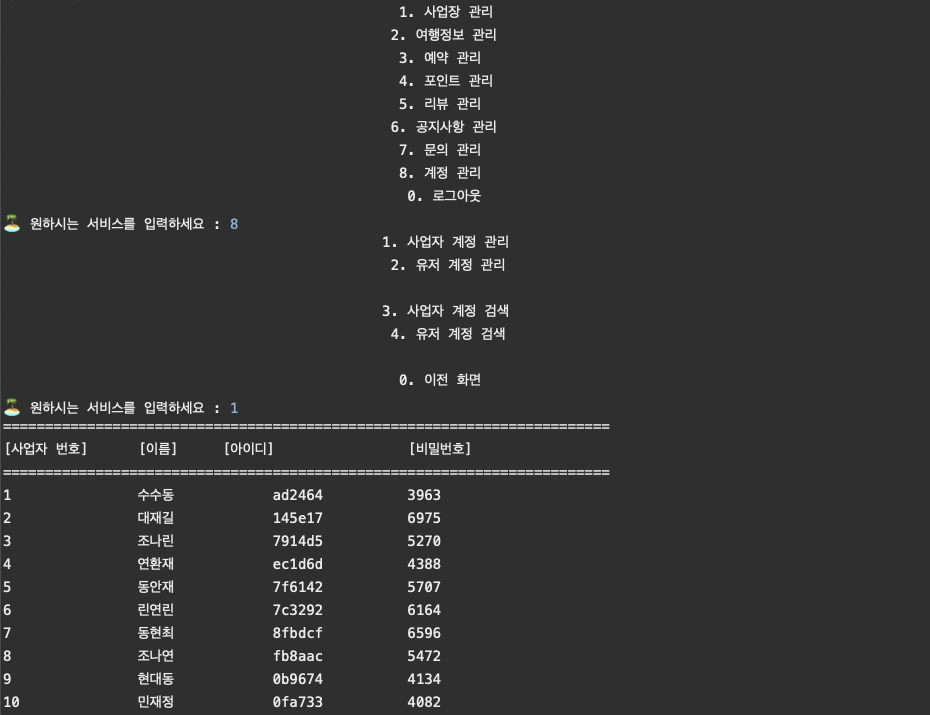 1. 사업장 관리
2. 여행정보 관리
3. 예약 관리
4. 포인트 관리
5. 리뷰 관리
6. 공지사항 관리
7. 문의 관리
8. 계정 관리
0. 로그아웃
🏝️ 원하시는 서비스를 입력하세요 : 8
1. 사업자 계정 관리
2. 유저 계정 관리
3. 사업자 계정 검색
4. 유저 계정 검색
0. 이전 화면
🏝️ 원하시는 서비스를 입력하세요 : 1
========================================================================
[사업자 번호] [이름] [아이디] [비밀번호]
========================================================================
1 수수동 ad2464 3963
2 대재길 145e17 6975
3 조나린 7914d5 5270
4 연환재 ec1d6d 4388
5 동안재 7f6142 5707
6 린연린 7c3292 6164
7 동현최 8fbdcf 6596
8 조나연 fb8aac 5472
9 현대동 0b9674 4134
10 민재정 0fa733 4082